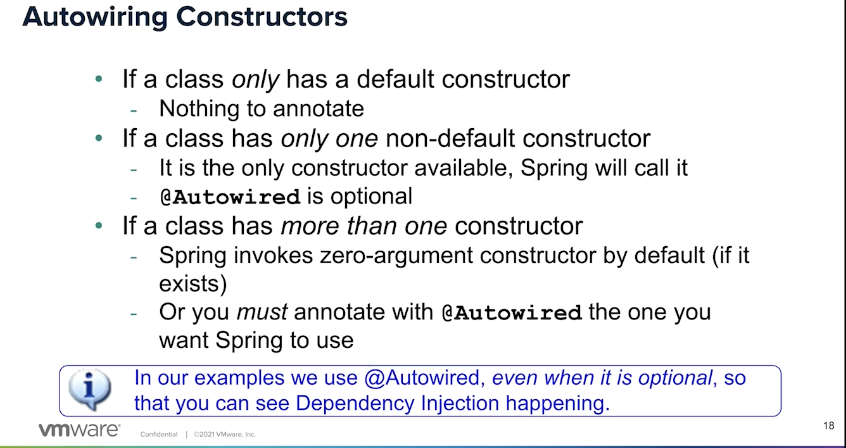 Autowiring Constructors
• If a class only has a default constructor
- Nothing to annotate
• If a class has only one non-default constructor
- It is the only constructor available, Spring will call it
- @Autowired is optional
• If a class has more than one constructor
- Spring invokes zero-argument constructor by default (if it
exists)
- Or you must annotate with @Autowired the one you
want Spring to use
In our examples we use @Autowired, even when it is optional, so
that you can see Dependency Injection happening.
vmware® Confidential | ©2021 VMware, Inc.
18